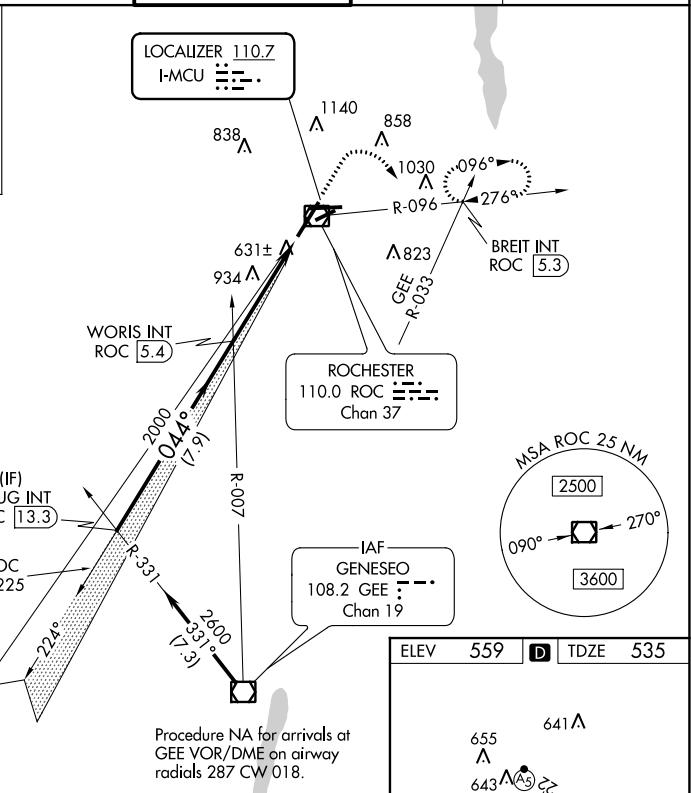 LOCALIZER 110.7
I-MCU
1140
838
858
1030
096°
276°
R-096
BREIT INT
ROC 5.3
631±
934
823
GEE
R-033
WORIS INT
ROC 5.4
ROCHESTER
110.0 ROC
Chan 37
2000
044°
(7.9)
R-007
MSA ROC 25 NM
2500
090°
270°
3600
(IF)
UG INT
C 13.3
OC
225
R-331
224°
IAF
GENESEO
108.2 GEE
Chan 19
2600
331°
(7.3)
Procedure NA for arrivals at
GEE VOR/DME on airway
radials 287 CW 018.
ELEV 559 D TDZE 535
641
655
643
A5
22